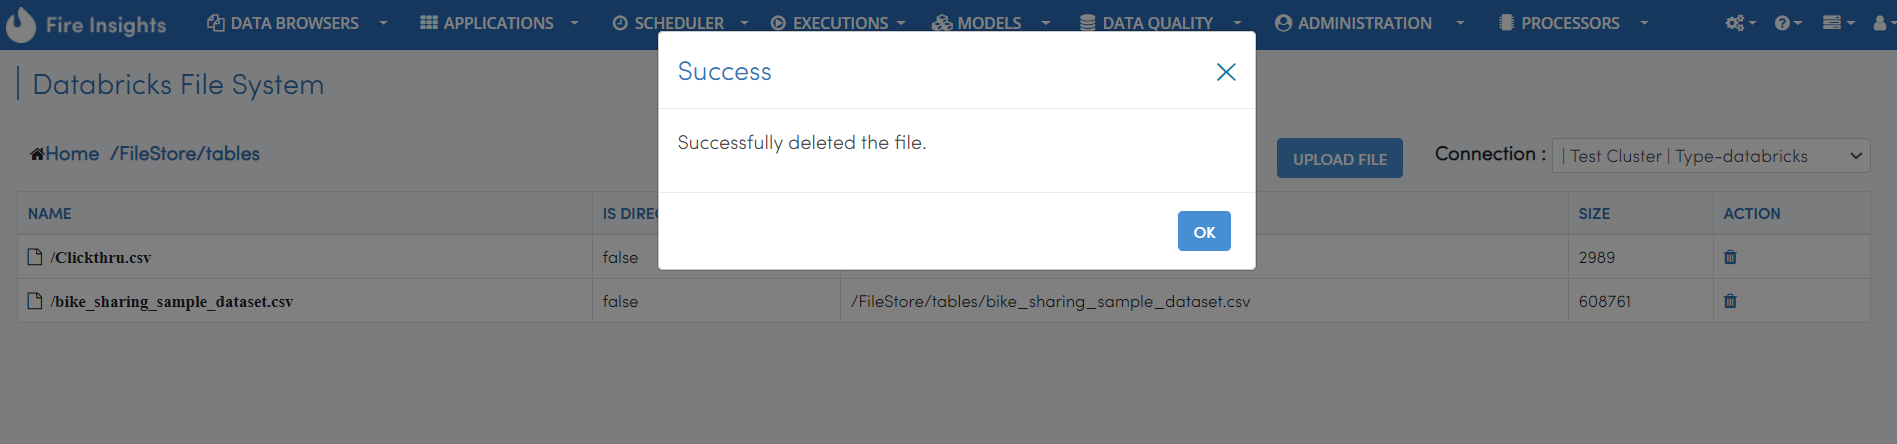 Fire Insights DATA BROWSERS APPLICATIONS SCHEDULER EXECUTIONS MODELS DATA QUALITY ADMINISTRATION PROCESSORS
Databricks File System
Success
Successfully deleted the file.
OK
Home /FileStore/tables
UPLOAD FILE Connection : | Test Cluster | Type-databricks
NAME IS DIREC SIZE ACTION
/Clickthru.csv false 2989
/bike_sharing_sample_dataset.csv false /FileStore/tables/bike_sharing_sample_dataset.csv 608761